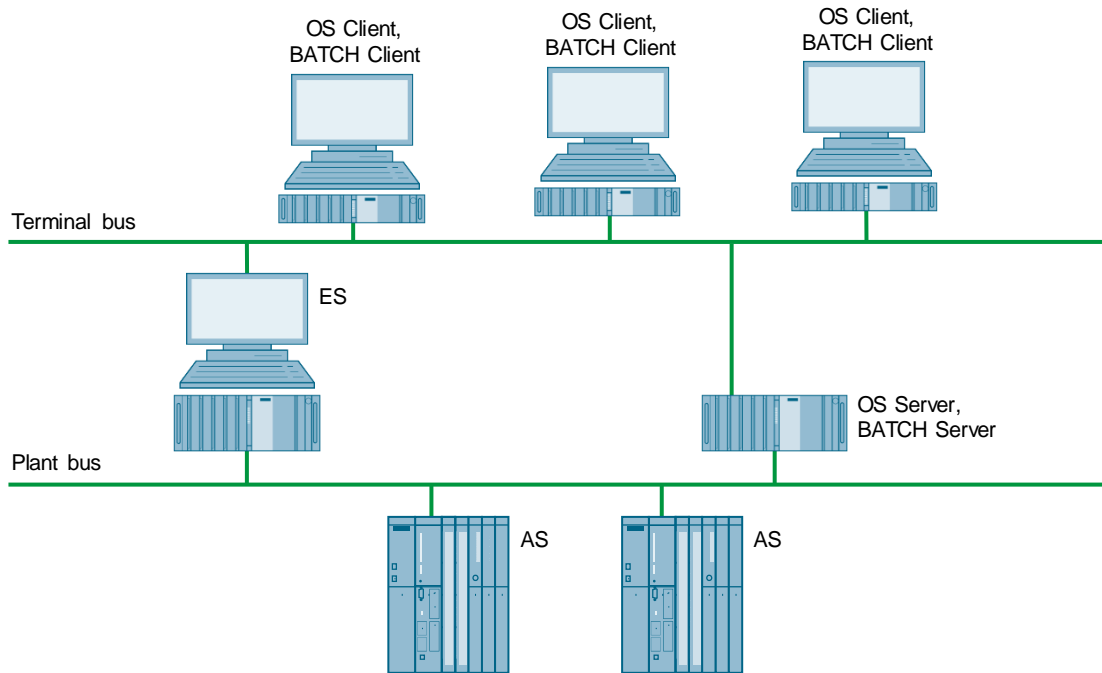 OS Client,
BATCH Client
OS Client,
BATCH Client
OS Client,
BATCH Client
Terminal bus
ES
OS Server,
BATCH Server
Plant bus
AS
AS